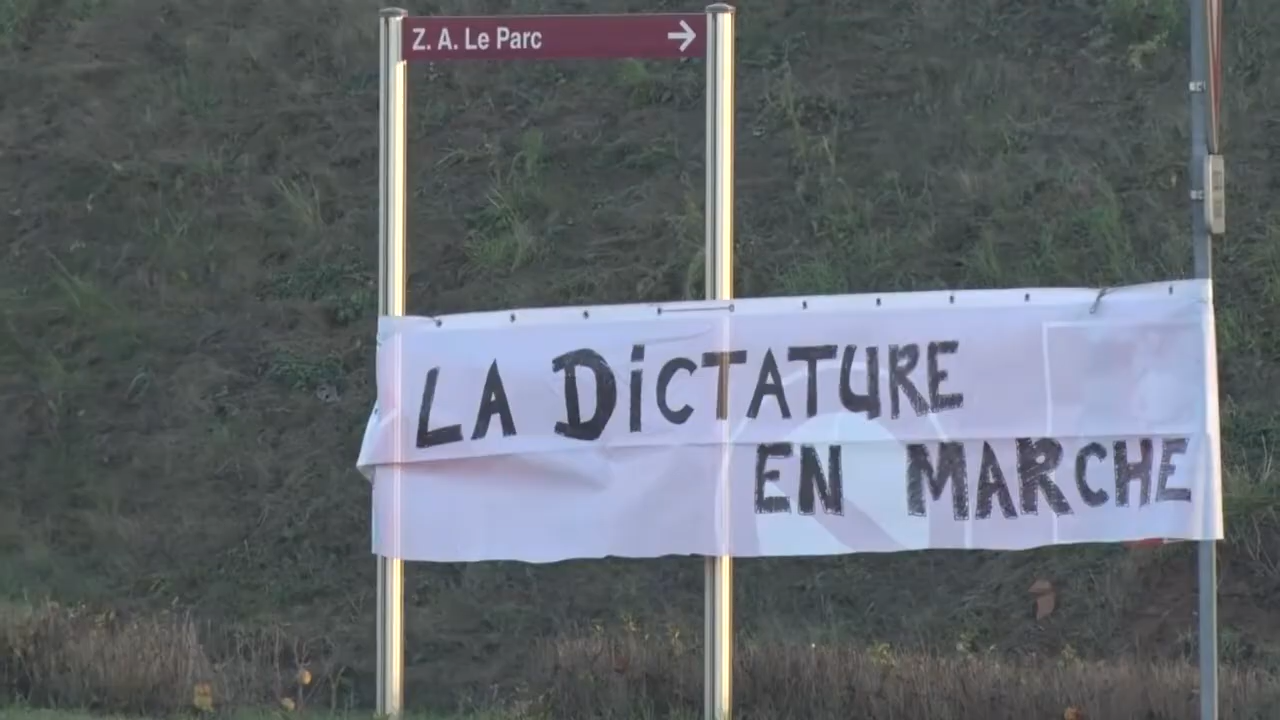 Z. A. Le Parc →
LA DiCTATURE
EN MARCHE